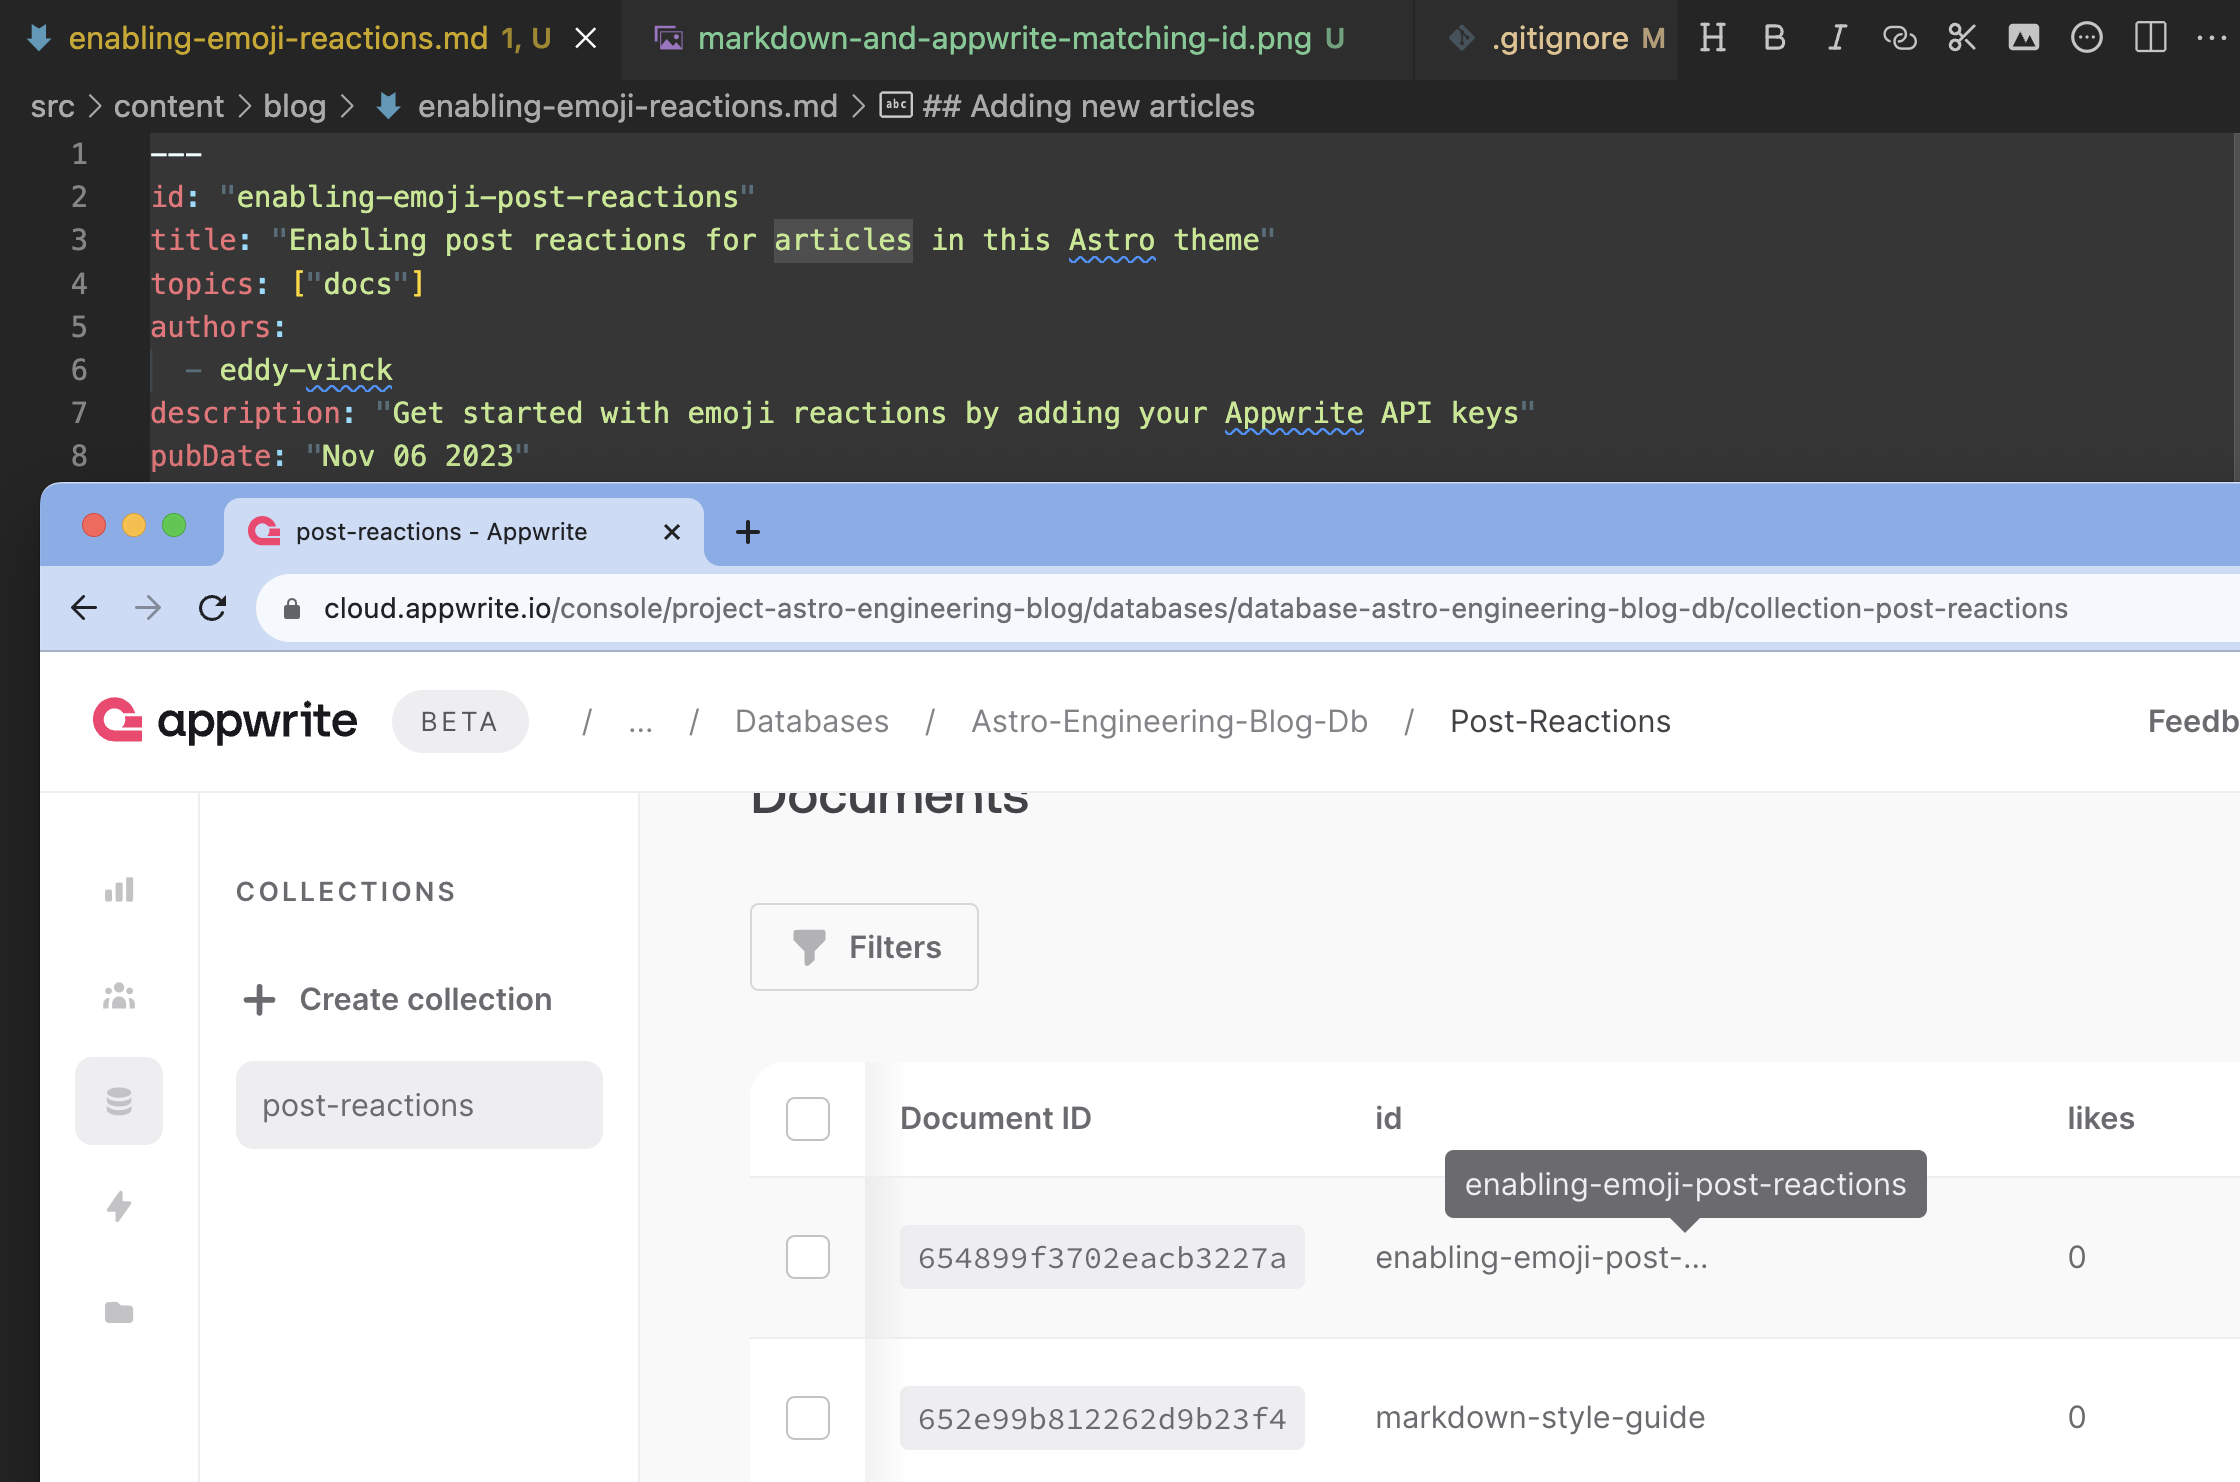 enabling-emoji-reactions.md 1, U
markdown-and-appwrite-matching-id.png U
.gitignore M
src > content > blog > enabling-emoji-reactions.md > abc ## Adding new articles
1 ---
2 id: "enabling-emoji-post-reactions"
3 title: "Enabling post reactions for articles in this Astro theme"
4 topics: ["docs"]
5 authors:
6 - eddy-vinck
7 description: "Get started with emoji reactions by adding your Appwrite API keys"
8 pubDate: "Nov 06 2023"
post-reactions - Appwrite
cloud.appwrite.io/console/project-astro-engineering-blog/databases/database-astro-engineering-blog-db/collection-post-reactions
appwrite BETA / ... / Databases / Astro-Engineering-Blog-Db / Post-Reactions Feedb
Documents
COLLECTIONS
Create collection
post-reactions
Filters
Document ID id likes
enabling-emoji-post-reactions
654899f3702eacb3227a enabling-emoji-post-... 0
652e99b812262d9b23f4 markdown-style-guide 0